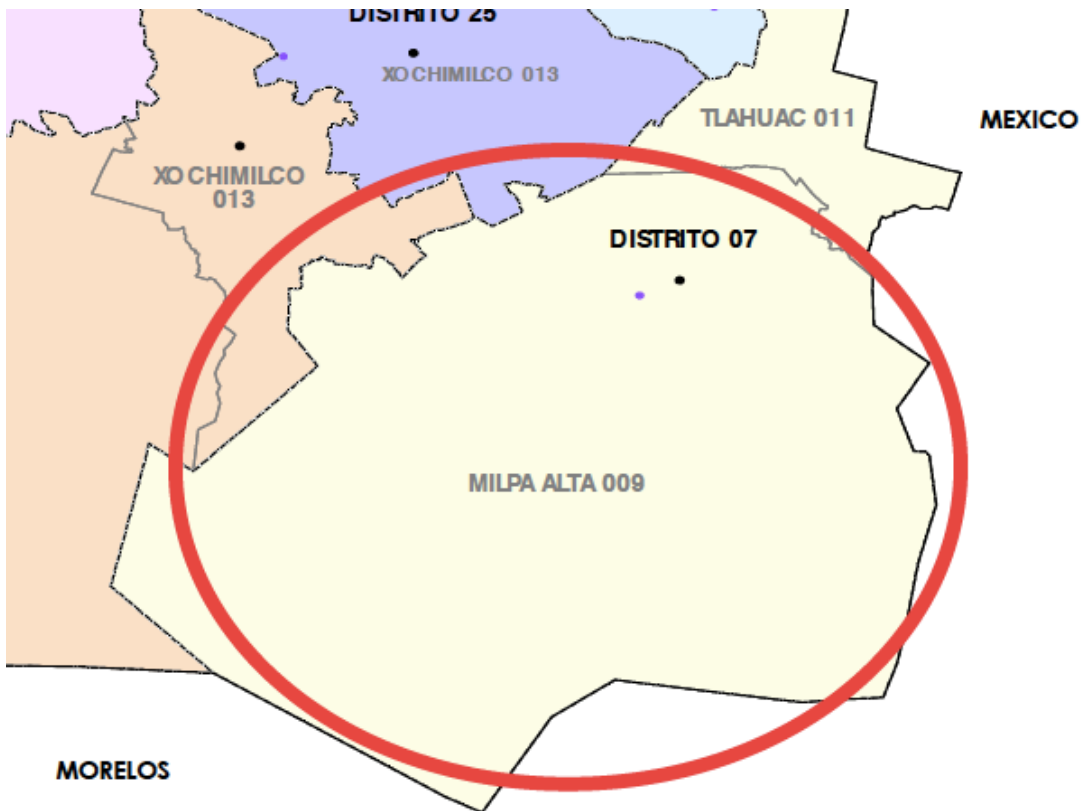 DISTRITO 25
XOCHIMILCO 013
TLAHUAC 011
MEXICO
XOCHIMILCO
013
DISTRITO 07
MILPA ALTA 009
MORELOS